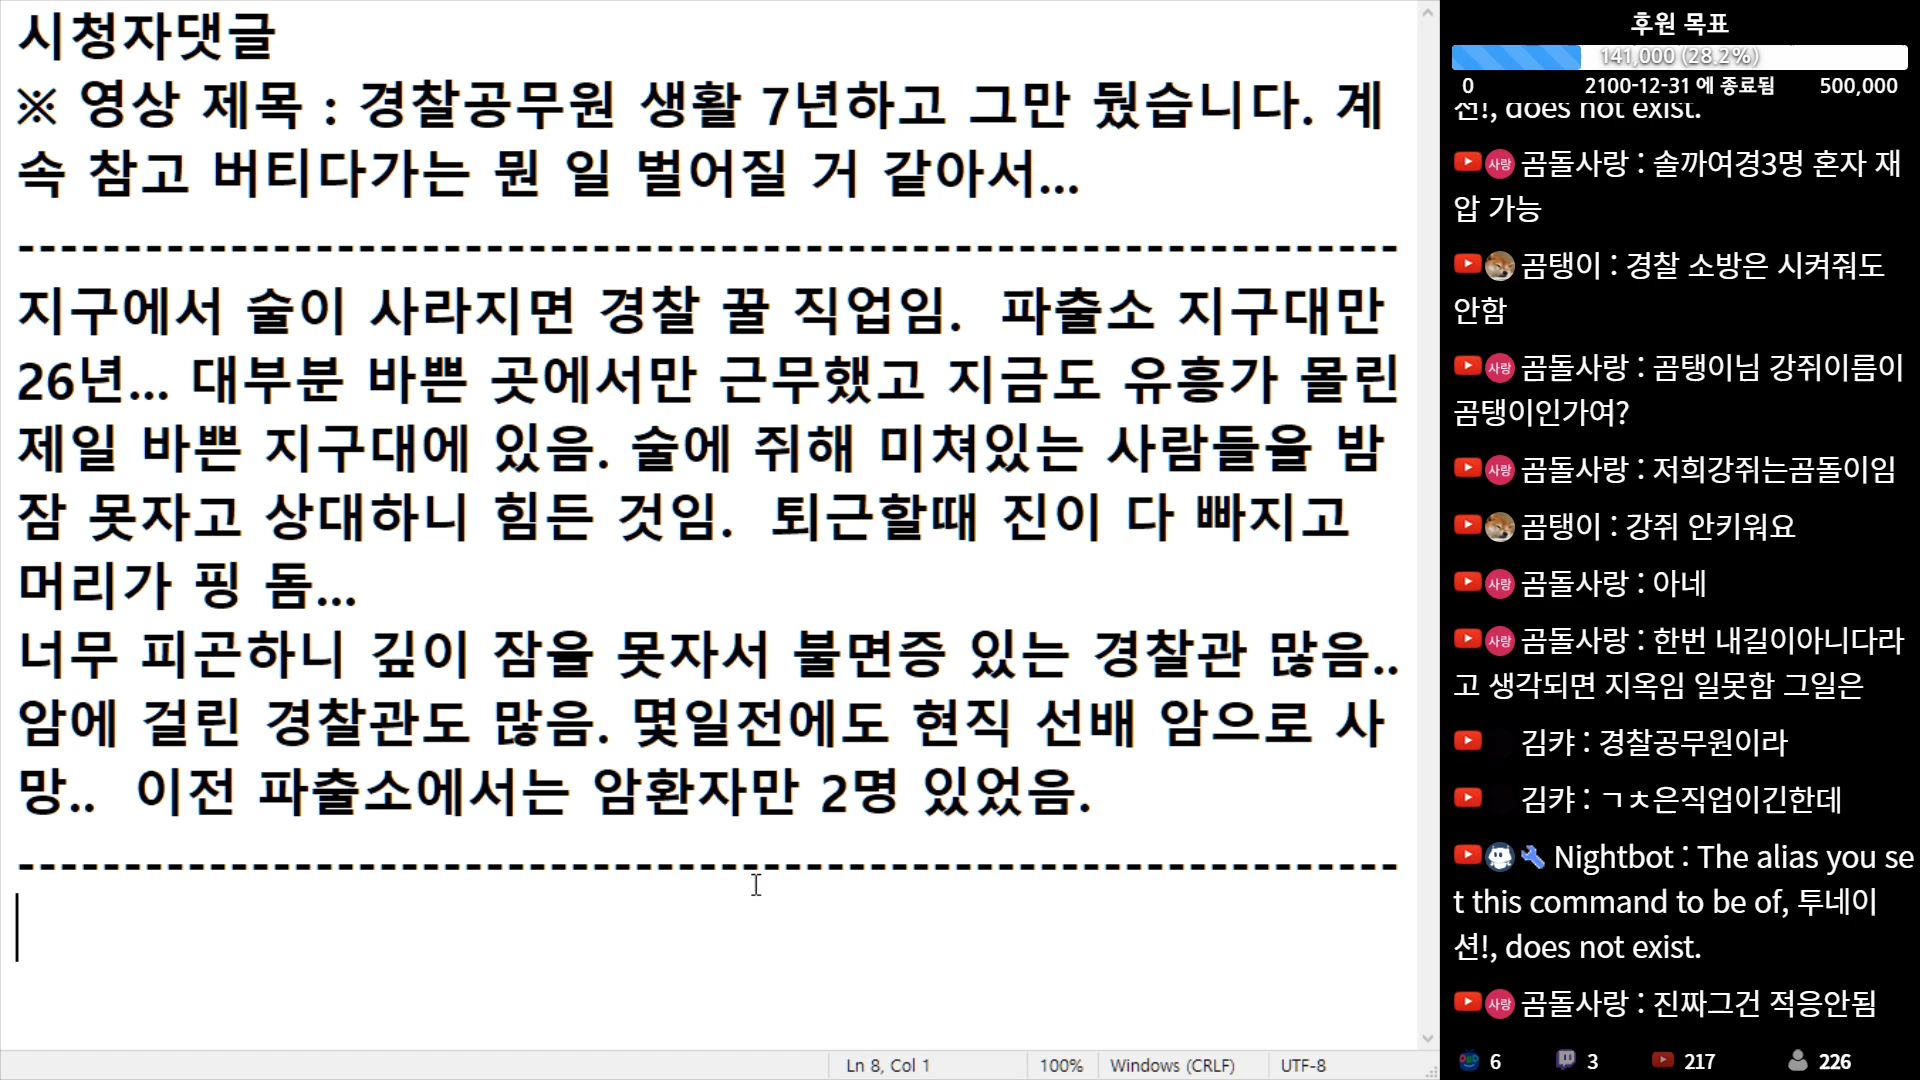 시청자댓글
※ 영상 제목 : 경찰공무원 생활 7년하고 그만 뒀습니다. 계
속 참고 버티다가는 뭔 일 벌어질 거 같아서...
------------------------------------------------------------------
지구에서 술이 사라지면 경찰 꿀 직업임.  파출소 지구대만
26년... 대부분 바쁜 곳에서만 근무했고 지금도 유흥가 몰린
제일 바쁜 지구대에 있음. 술에 쥐해 미쳐있는 사람들을 밤
잠 못자고 상대하니 힘든 것임.  퇴근할때 진이 다 빠지고
머리가 핑 돔...
너무 피곤하니 깊이 잠을 못자서 불면증 있는 경찰관 많음..
암에 걸린 경찰관도 많음. 몇일전에도 현직 선배 암으로 사
망..  이전 파출소에서는 암환자만 2명 있었음.
------------------------------------------------------------------
Ln 8, Col 1
100%
Windows (CRLF)
UTF-8
후원 목표
141,000 (28.2%)
0 2100-12-31 에 종료됨 500,000
션!, does not exist.
사랑 곰돌사랑 : 솔까여경3명 혼자 재
압 가능
곰탱이 : 경찰 소방은 시켜줘도
안함
사랑 곰돌사랑 : 곰탱이님 강쥐이름이
곰탱이인가여?
사랑 곰돌사랑 : 저희강쥐는곰돌이임
곰탱이 : 강쥐 안키워요
사랑 곰돌사랑 : 아네
사랑 곰돌사랑 : 한번 내길이아니다라
고 생각되면 지옥임 일못함 그일은
김캬 : 경찰공무원이라
김캬 : ㄱㅊ은직업이긴한데
Nightbot : The alias you se
t this command to be of, 투네이
션!, does not exist.
사랑 곰돌사랑 : 진짜그건 적응안됨
6 3 217 226